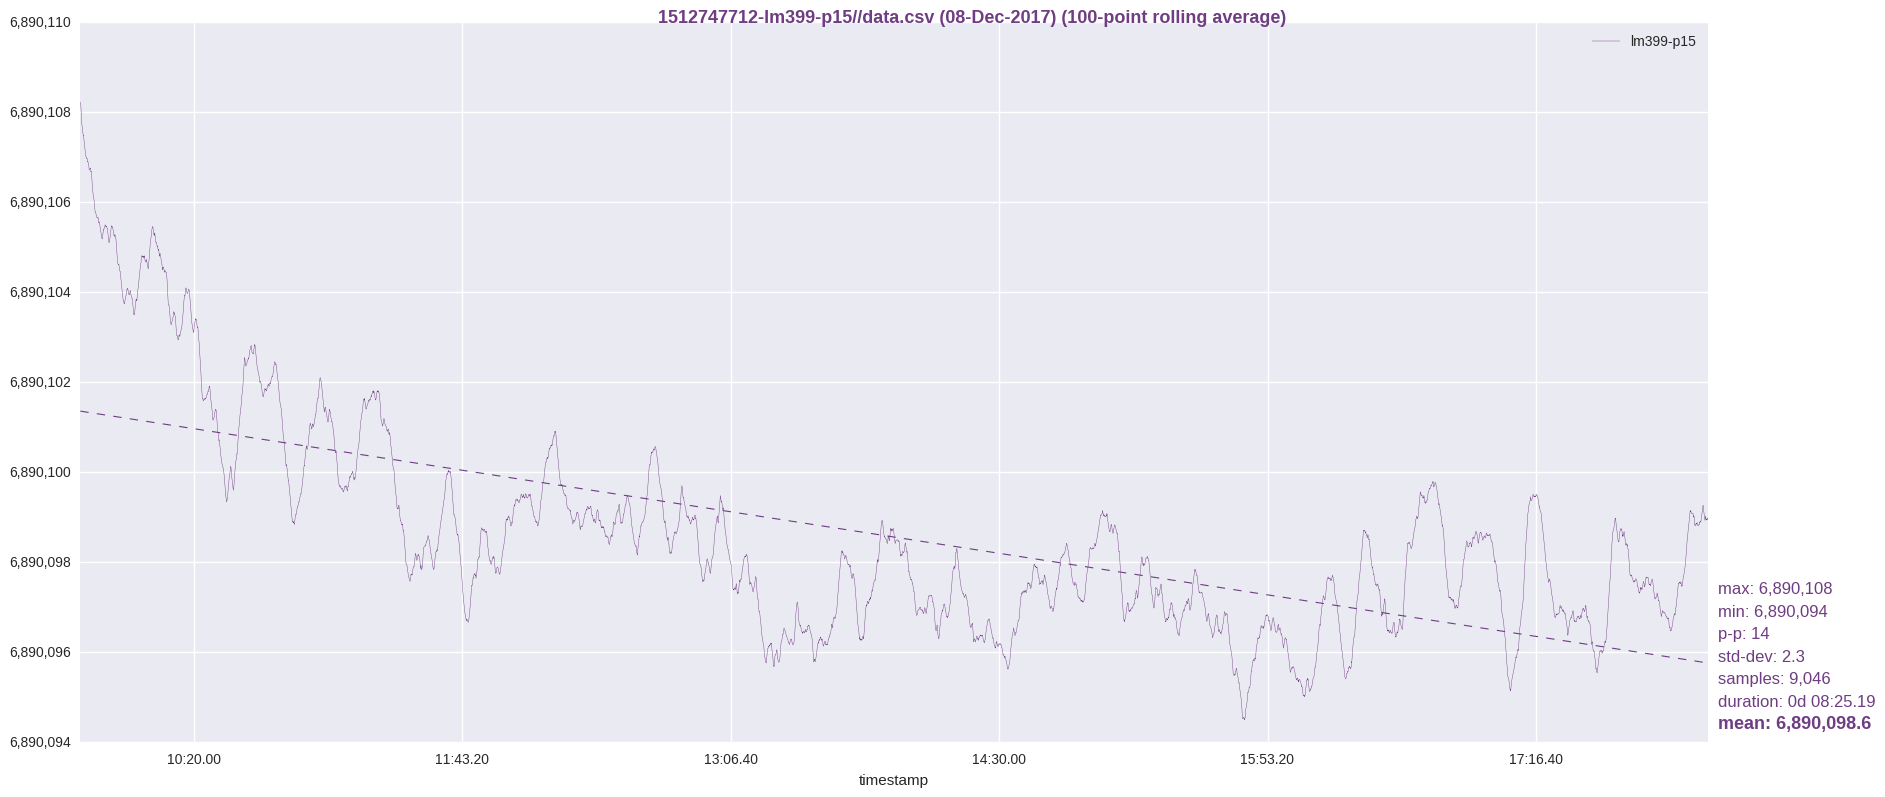 1512747712-lm399-p15//data.csv (08-Dec-2017) (100-point rolling average)
lm399-p15
6,890,110
6,890,108
6,890,106
6,890,104
6,890,102
6,890,100
6,890,098
6,890,096
6,890,094
10:20.00 11:43.20 13:06.40 14:30.00 15:53.20 17:16.40
timestamp
max: 6,890,108
min: 6,890,094
p-p: 14
std-dev: 2.3
samples: 9,046
duration: 0d 08:25.19
mean: 6,890,098.6